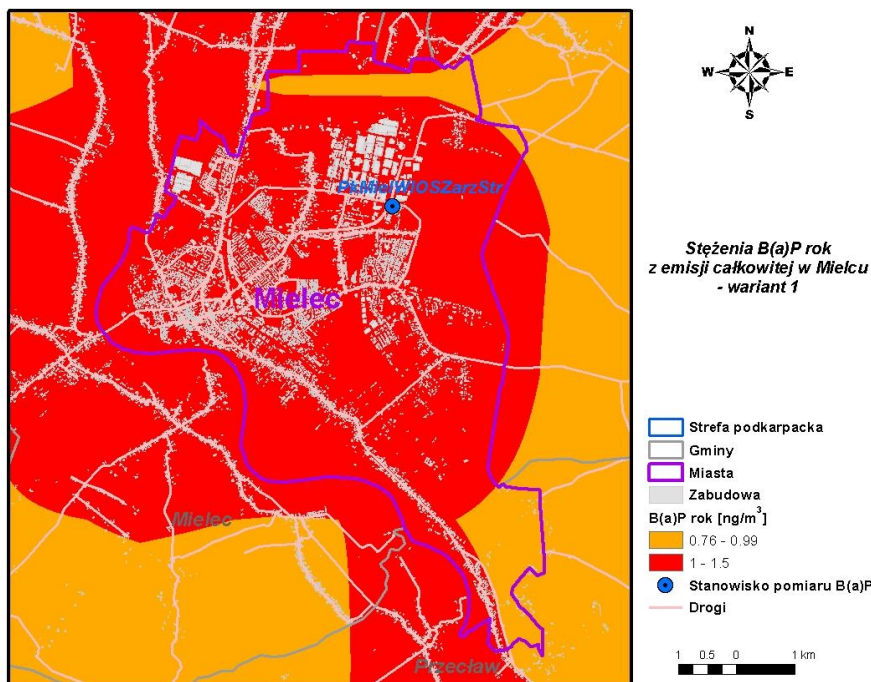 PkMielWIOSZarzStr
Mielec
Mielec
Przecław
N
W E
S
Stężenia B(a)P rok
z emisji całkowitej w Mielcu
- wariant 1
Strefa podkarpacka
Gminy
Miasta
Zabudowa
B(a)P rok [ng/m³]
0.76 - 0.99
1 - 1.5
Stanowisko pomiaru B(a)P
Drogi
1 0.5 0 1 km